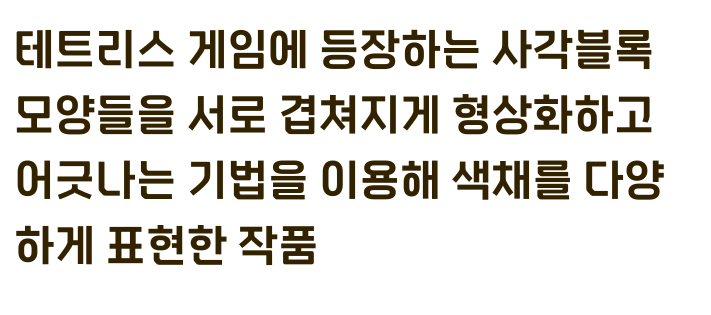 테트리스 게임에 등장하는 사각블록
모양들을 서로 겹쳐지게 형상화하고
어긋나는 기법을 이용해 색채를 다양
하게 표현한 작품